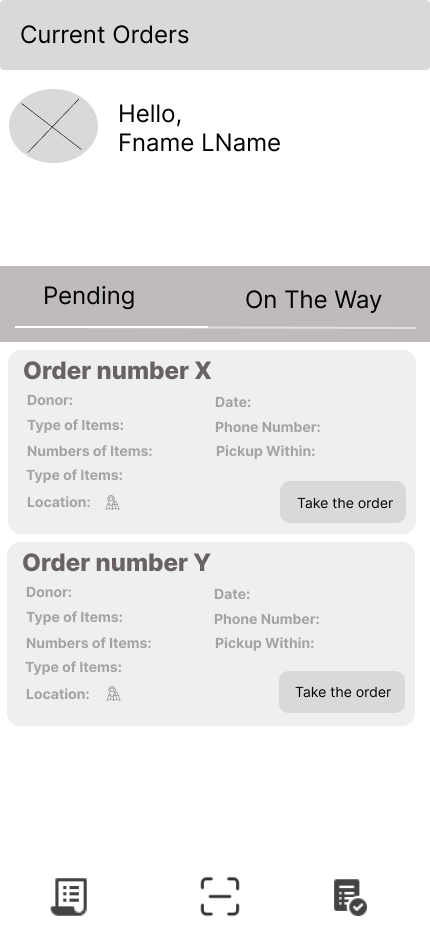 Current Orders
Hello,
Fname LName
Pending
On The Way
Order number X
Donor:
Date:
Type of Items:
Phone Number:
Numbers of Items:
Pickup Within:
Type of Items:
Location:
Take the order
Order number Y
Donor:
Date:
Type of Items:
Phone Number:
Numbers of Items:
Pickup Within:
Type of Items:
Location:
Take the order